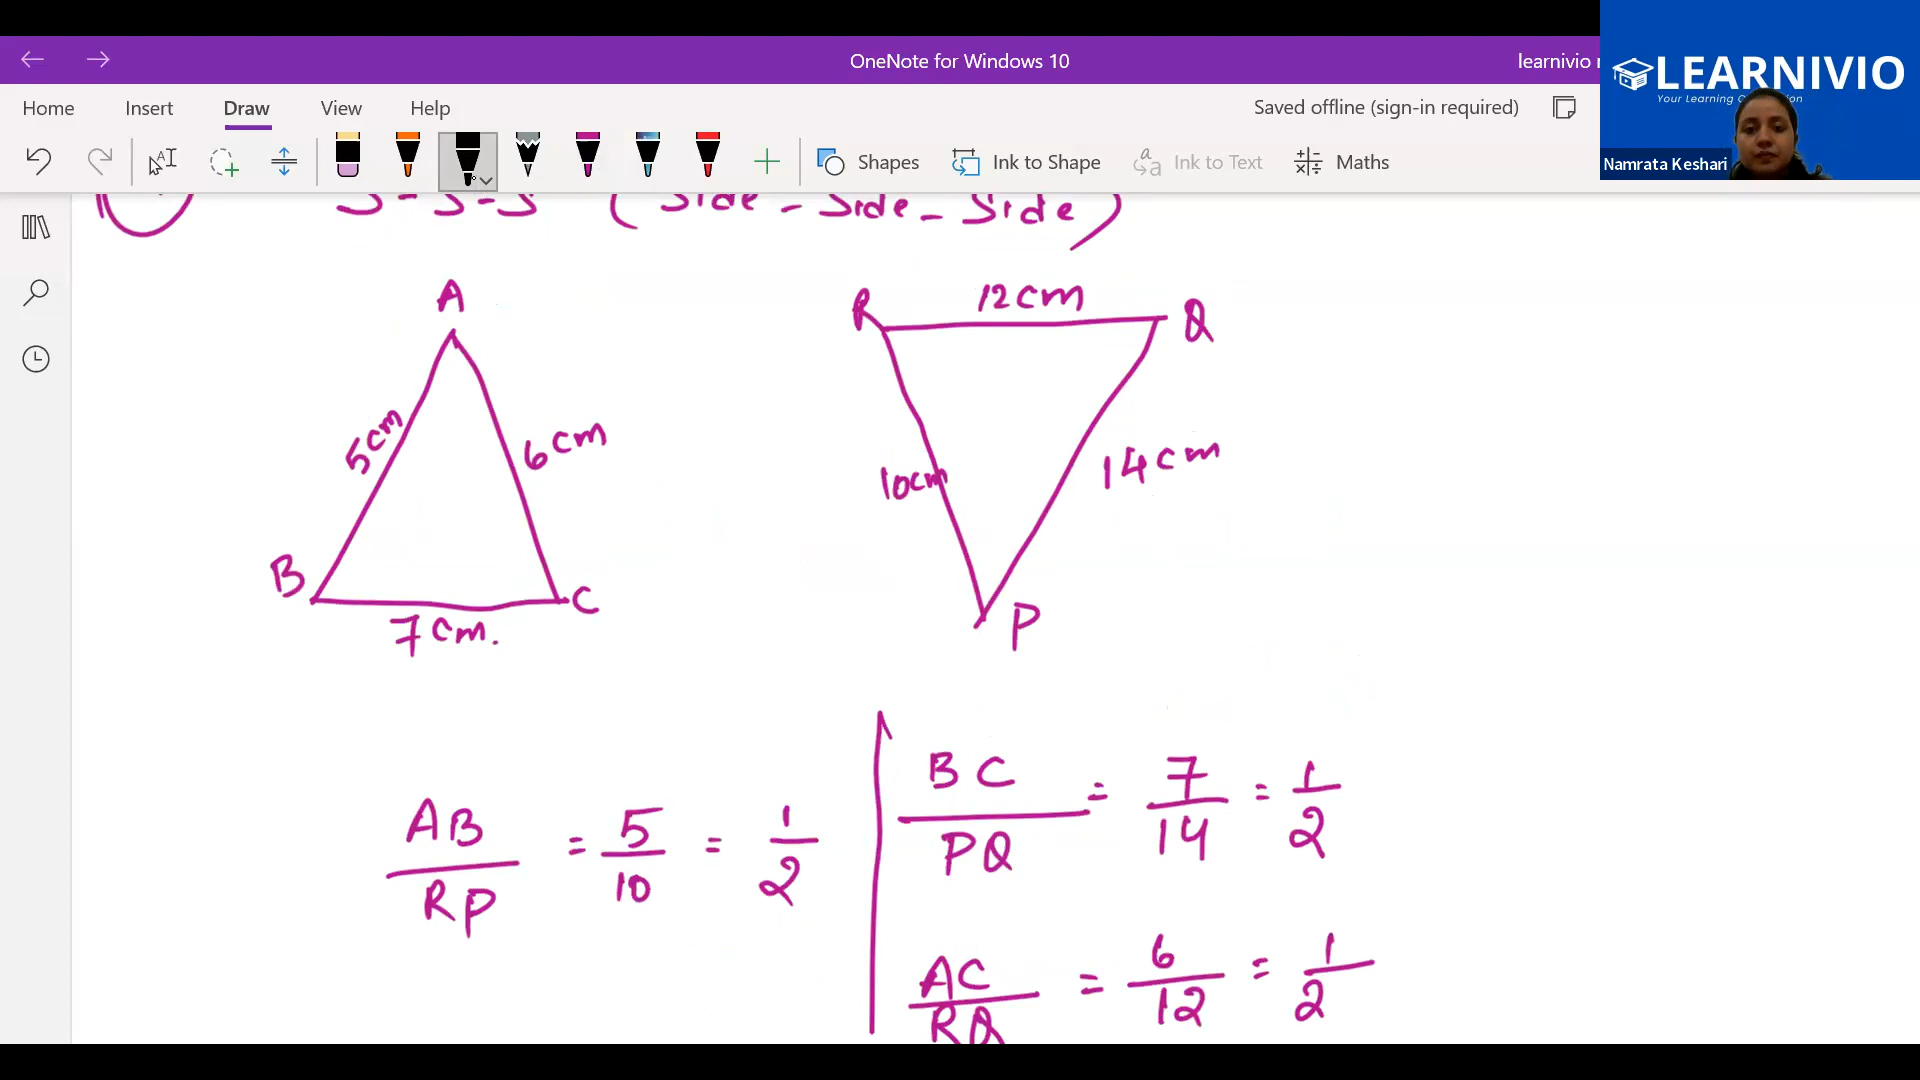 OneNote for Windows 10
learnivio
LEARNIVIO
Your Learning
Namrata Keshari
Home Insert Draw View Help
Saved offline (sign-in required)
Shapes Ink to Shape Ink to Text Maths
S-S-S (Side - Side - Side)
A
5cm
6cm
B
C
7cm.
R
12cm
Q
10cm
14cm
P
AB/RP = 5/10 = 1/2
BC/PQ = 7/14 = 1/2
AC/RQ = 6/12 = 1/2